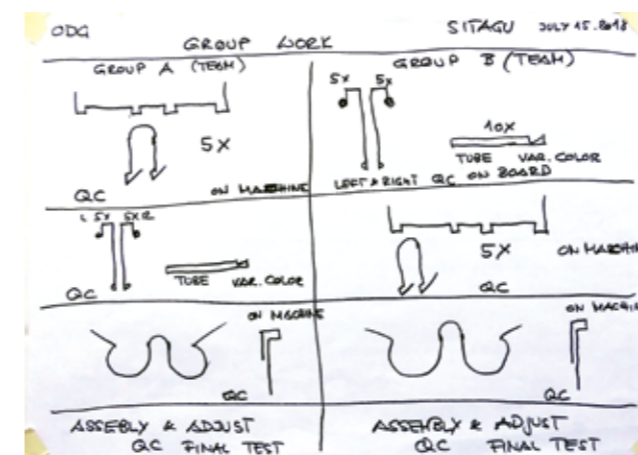 ODG GROUP WORK SITAGU JULY 15.2018
GROUP A (TEAM)
5X
QC ON MACHINE
GROUP B (TEAM)
5X 5X
10X
TUBE VAR. COLOR
LEFT & RIGHT QC ON BOARD
L 5X 5X R
TUBE VAR. COLOR
QC
5X ON MACHINE
QC
ON MACHINE
QC
ON MACHINE
QC
ASSEBLY & ADJUST
QC FINAL TEST
ASSEMBLY & ADJUST
QC FINAL TEST